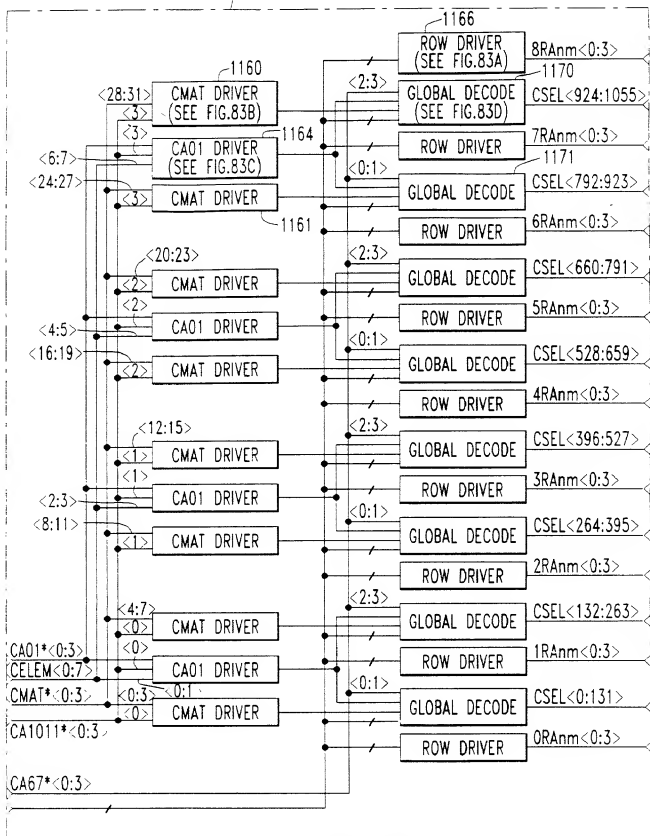 1166
ROW DRIVER
(SEE FIG.83A)
8RAnm<0:3>
1160
<2:3>
1170
<28:31>
CMAT DRIVER
(SEE FIG.83B)
<3>
GLOBAL DECODE
(SEE FIG.83D)
CSEL<924:1055>
<3>
1164
CA01 DRIVER
(SEE FIG.83C)
<6:7>
ROW DRIVER
7RAnm<0:3>
1171
<0:1>
<24:27>
<3>
CMAT DRIVER
1161
GLOBAL DECODE
CSEL<792:923>
ROW DRIVER
6RAnm<0:3>
<20:23>
<2:3>
<2>
CMAT DRIVER
GLOBAL DECODE
CSEL<660:791>
<2>
<4:5>
CA01 DRIVER
ROW DRIVER
5RAnm<0:3>
<0:1>
<16:19>
<2>
CMAT DRIVER
GLOBAL DECODE
CSEL<528:659>
ROW DRIVER
4RAnm<0:3>
<12:15>
<2:3>
<1>
CMAT DRIVER
GLOBAL DECODE
CSEL<396:527>
<1>
<2:3>
CA01 DRIVER
ROW DRIVER
3RAnm<0:3>
<0:1>
<8:11>
<1>
CMAT DRIVER
GLOBAL DECODE
CSEL<264:395>
ROW DRIVER
2RAnm<0:3>
<4:7>
<2:3>
<0>
CMAT DRIVER
GLOBAL DECODE
CSEL<132:263>
CA01*<0:3>
<0>
CA01 DRIVER
ROW DRIVER
1RAnm<0:3>
CELEM<0:7>
<0:1>
<0:1>
CMAT*<0:3>
<0:3>
<0>
CMAT DRIVER
GLOBAL DECODE
CSEL<0:131>
CA1011*<0:3>
ROW DRIVER
0RAnm<0:3>
CA67*<0:3>